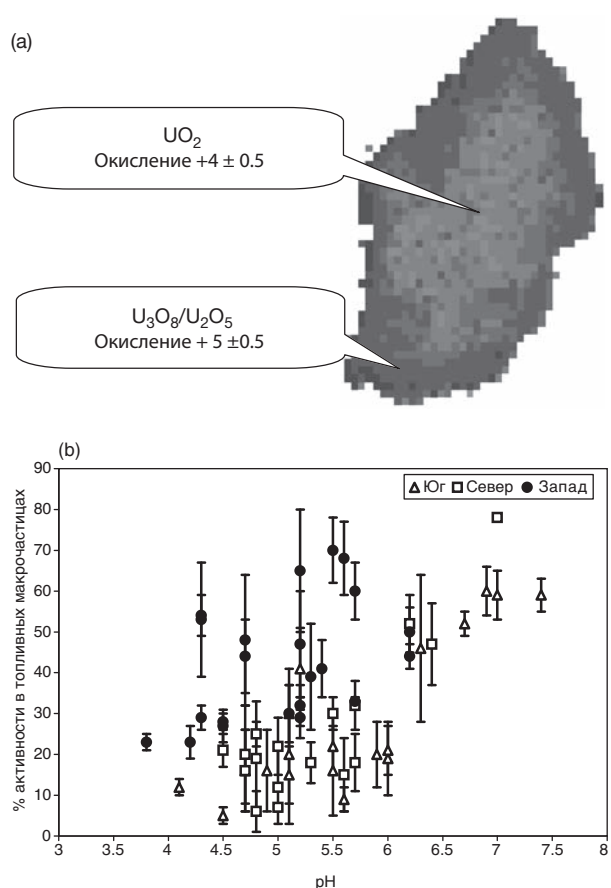 (a)
UO2
Окисление +4 ± 0.5
U3O8/U2O5
Окисление + 5 ±0.5
(b)
90
80
70
60
50
40
30
20
10
0
% активности в топливных макрочастицах
Юг Север Запад
3 3.5 4 4.5 5 5.5 6 6.5 7 7.5 8
pH